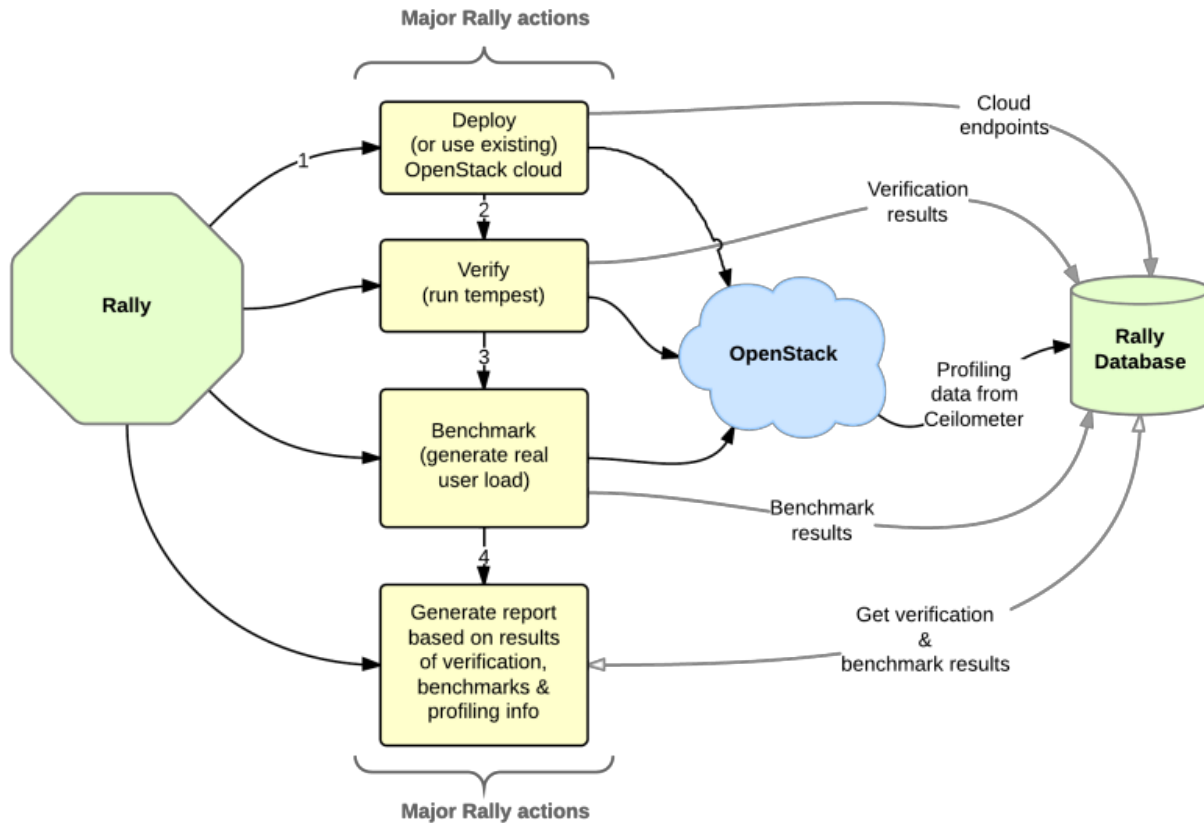 Major Rally actions
Deploy
(or use existing)
OpenStack cloud
Cloud
endpoints
1
2
Verification
results
Verify
(run tempest)
Rally
OpenStack
Rally
Database
3
Profiling
data from
Ceilometer
Benchmark
(generate real
user load)
Benchmark
results
4
Generate report
based on results
of verification,
benchmarks &
profiling info
Get verification
&
benchmark results
Major Rally actions